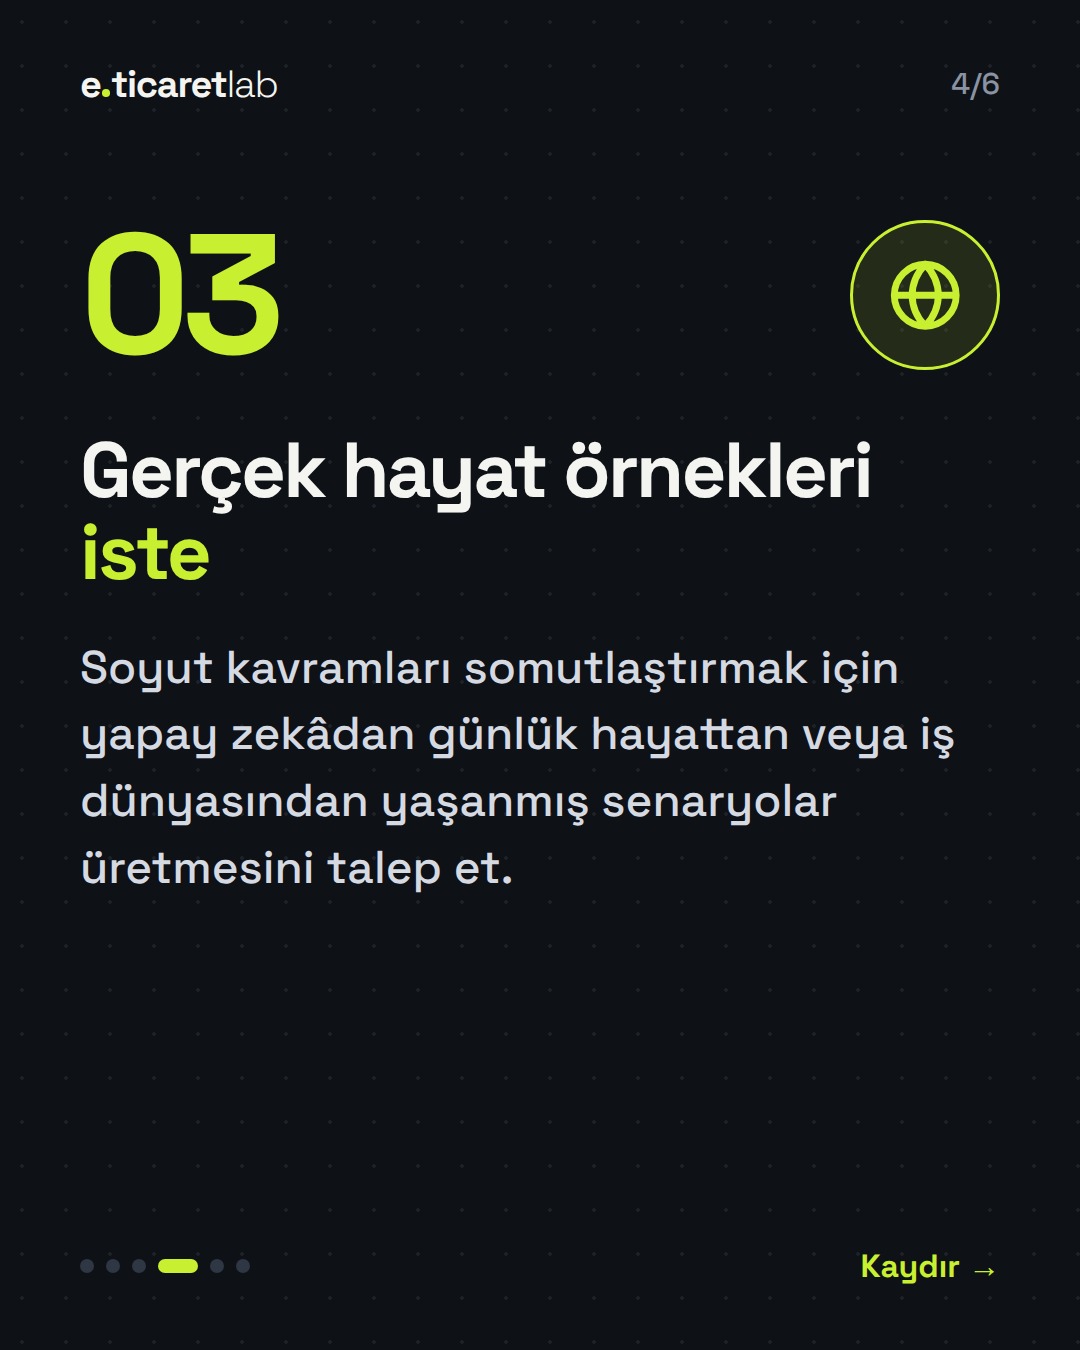 e.ticaretlab
4/6
03
Gerçek hayat örnekleri
iste
Soyut kavramları somutlaştırmak için
yapay zekâdan günlük hayattan veya iş
dünyasından yaşanmış senaryolar
üretmesini talep et.
Kaydır →